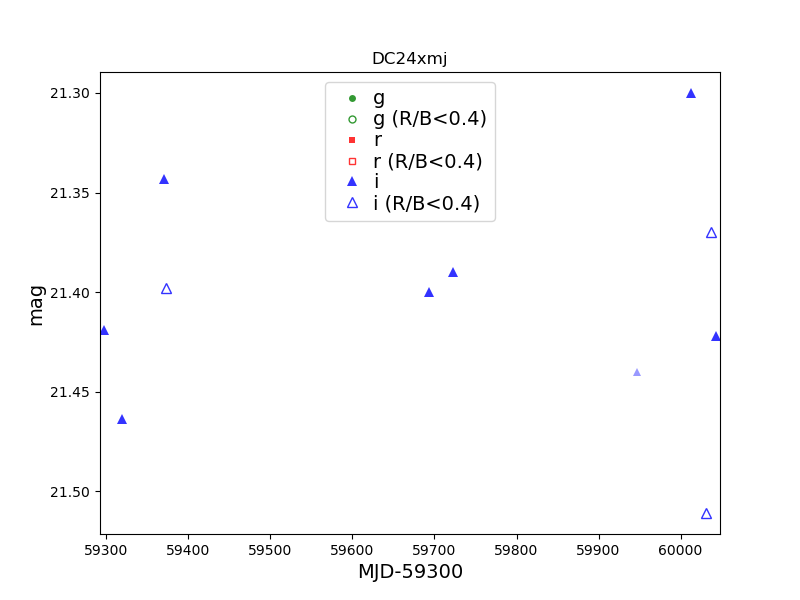 DC24xmj
g
g (R/B<0.4)
r
r (R/B<0.4)
i
i (R/B<0.4)
mag
21.30
21.35
21.40
21.45
21.50
59300 59400 59500 59600 59700 59800 59900 60000
MJD-59300